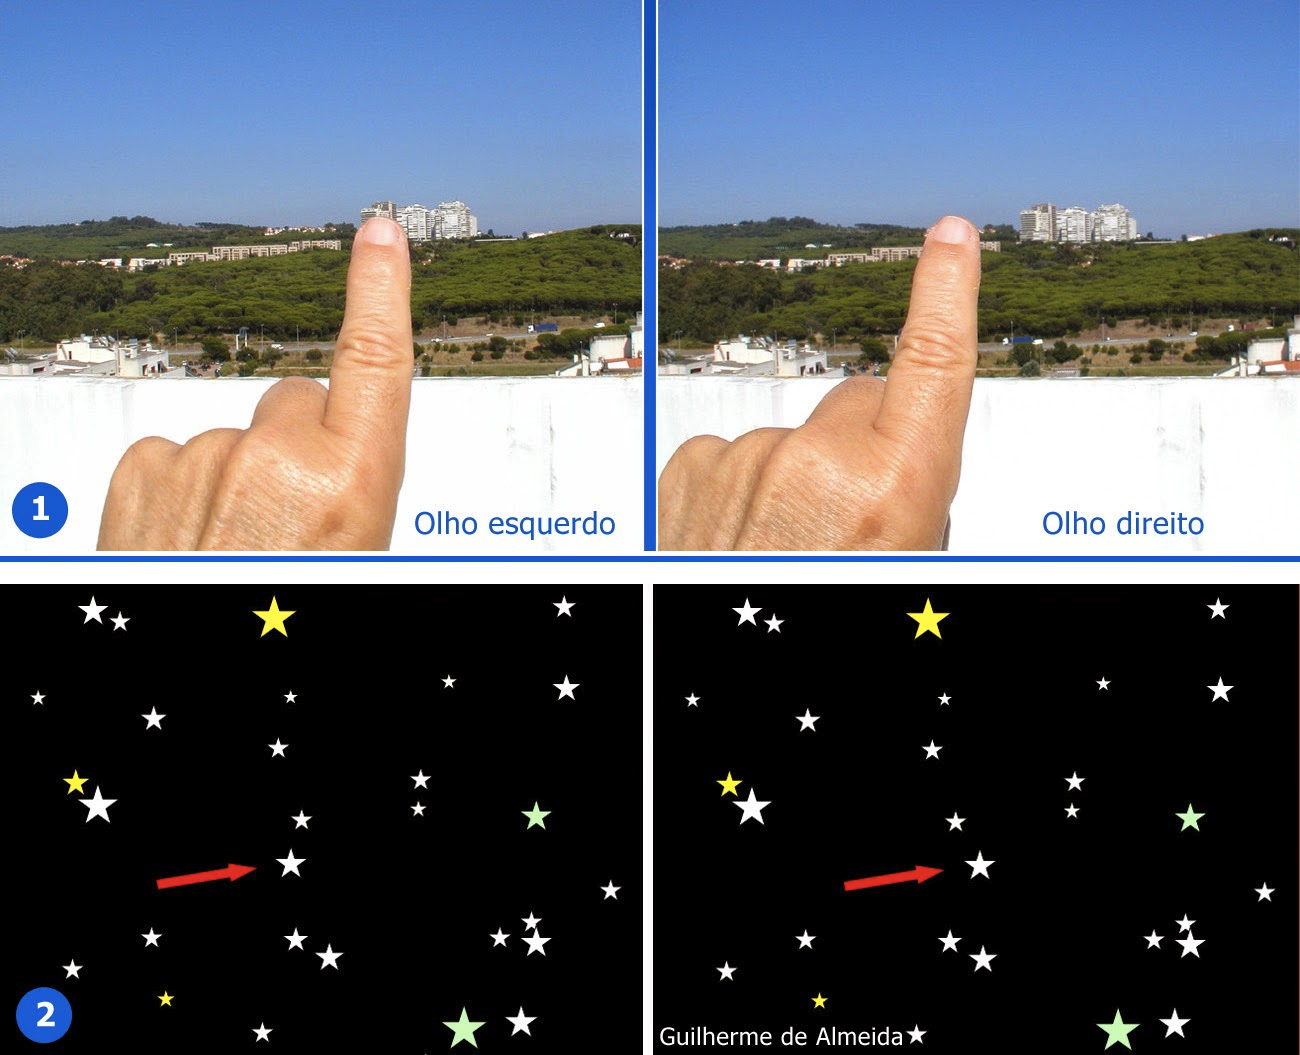 1
Olho esquerdo
Olho direito
2
Guilherme de Almeida